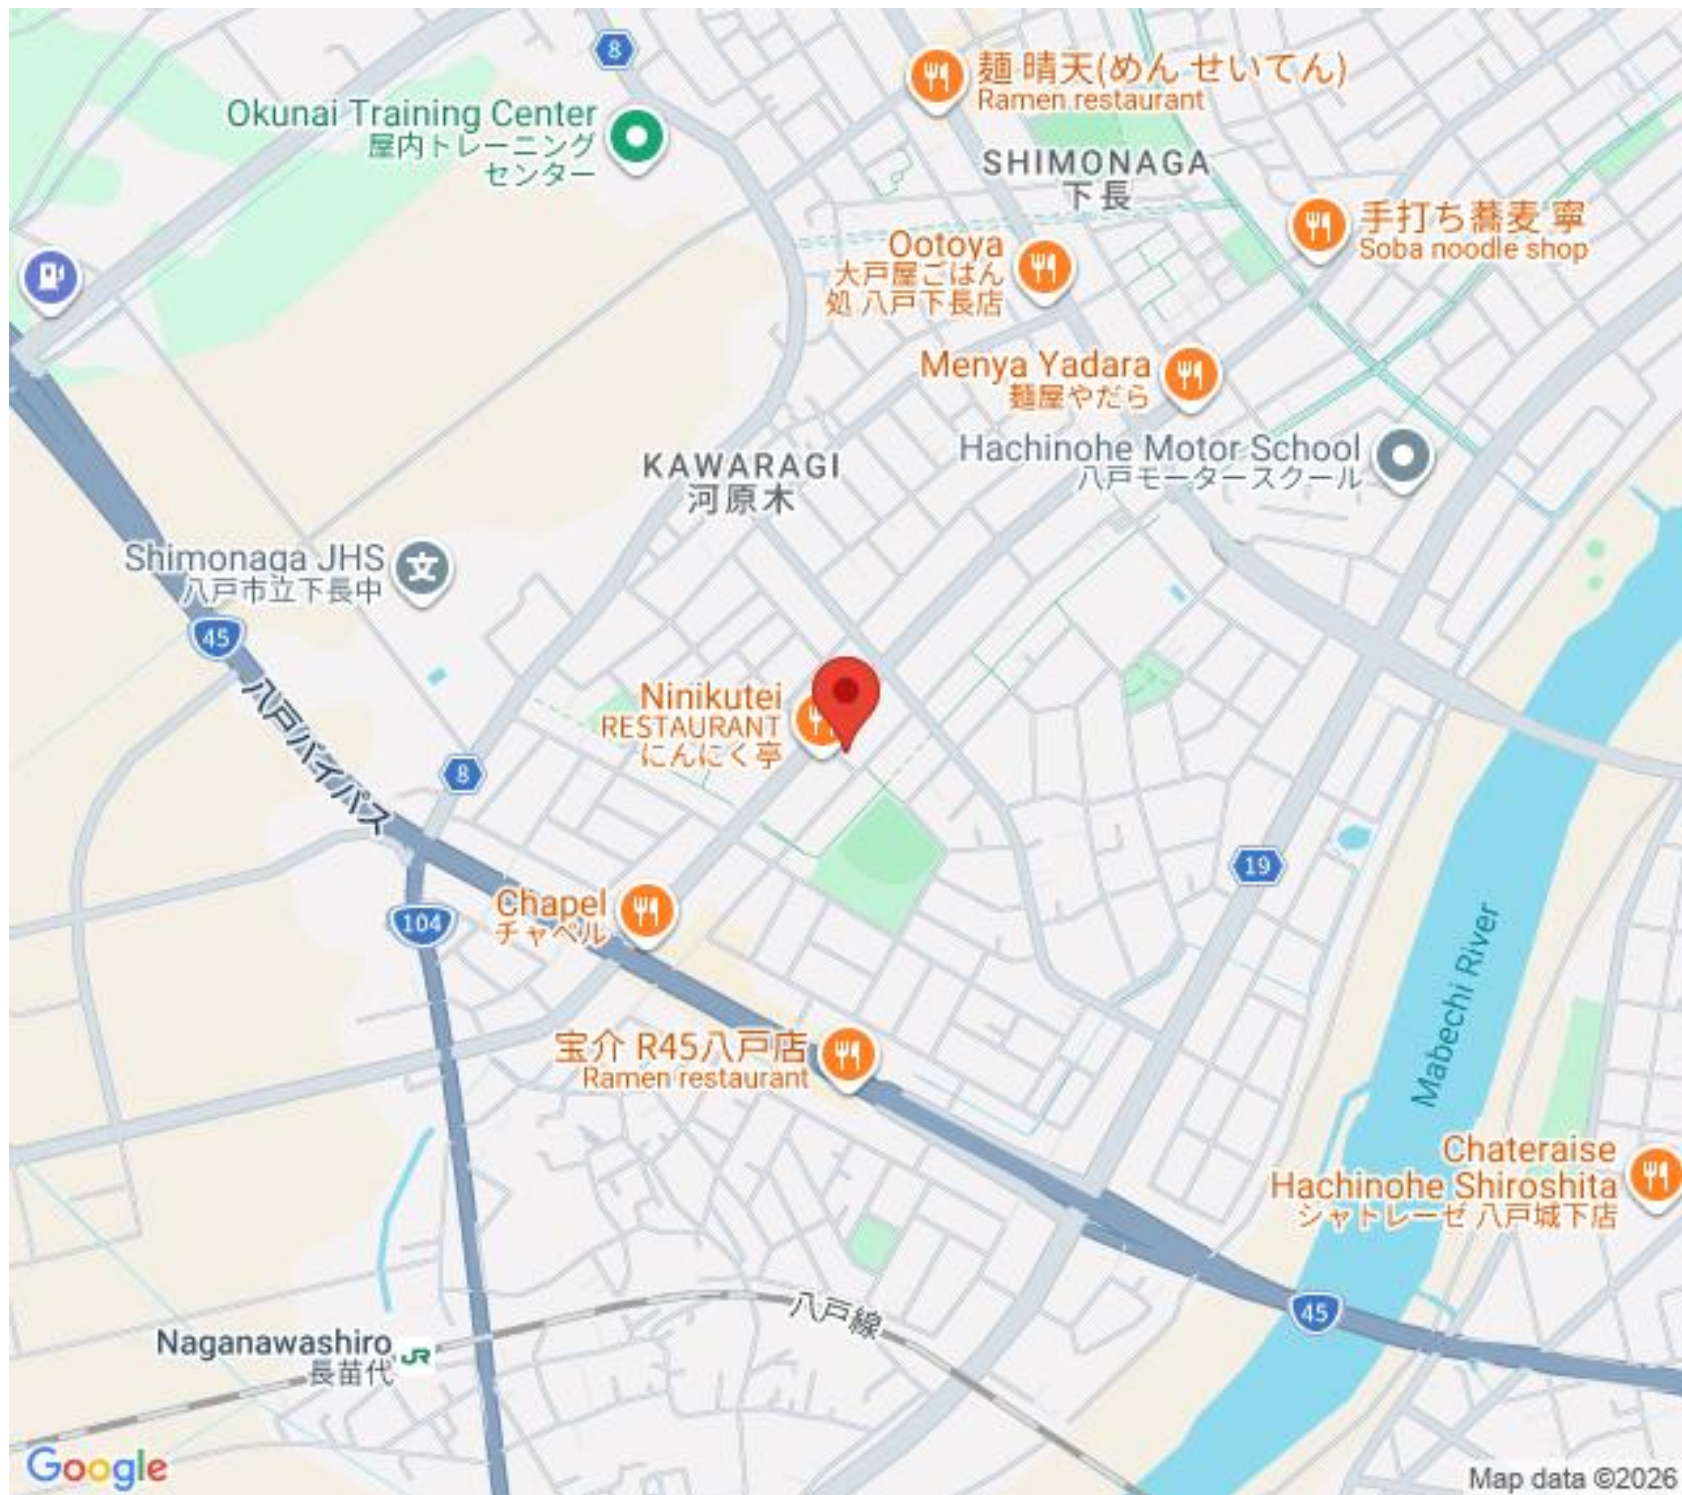 8
麺 晴天(めん せいてん)
Ramen restaurant
Okunai Training Center
屋内トレーニング
センター
SHIMONAGA
下長
手打ち蕎麦 寧
Soba noodle shop
Ootoya
大戸屋ごはん
処 八戸下長店
Menya Yadara
麺屋やだら
Hachinohe Motor School
八戸モータースクール
KAWARAGI
河原木
Shimonaga JHS
八戸市立下長中
文
45
八戸バイパス
Ninikutei
RESTAURANT
にんにく亭
8
19
Chapel
チャペル
104
Mabechi River
宝介 R45八戸店
Ramen restaurant
Chateraise
Hachinohe Shiroshita
シャトレーゼ 八戸城下店
45
八戸線
Naganawashiro
長苗代
JR
Google
Map data ©2026